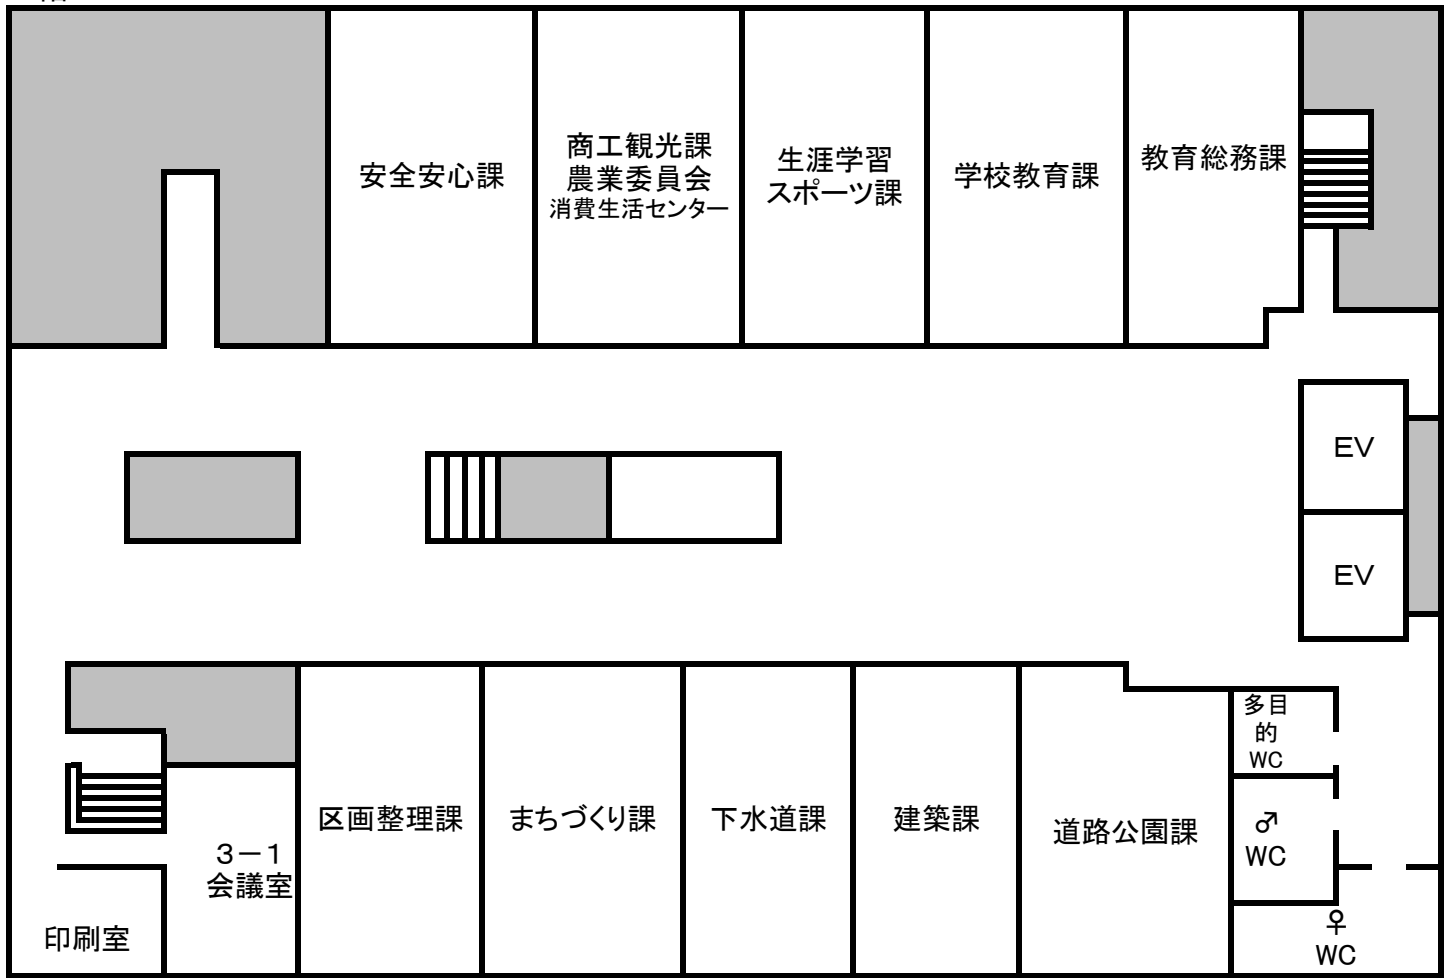 安全安心課
商工観光課
農業委員会
消費生活センター
生涯学習
スポーツ課
学校教育課
教育総務課
EV
EV
多目
的
WC
区画整理課
まちづくり課
下水道課
建築課
道路公園課
♂
WC
3－1
会議室
印刷室
♀
WC